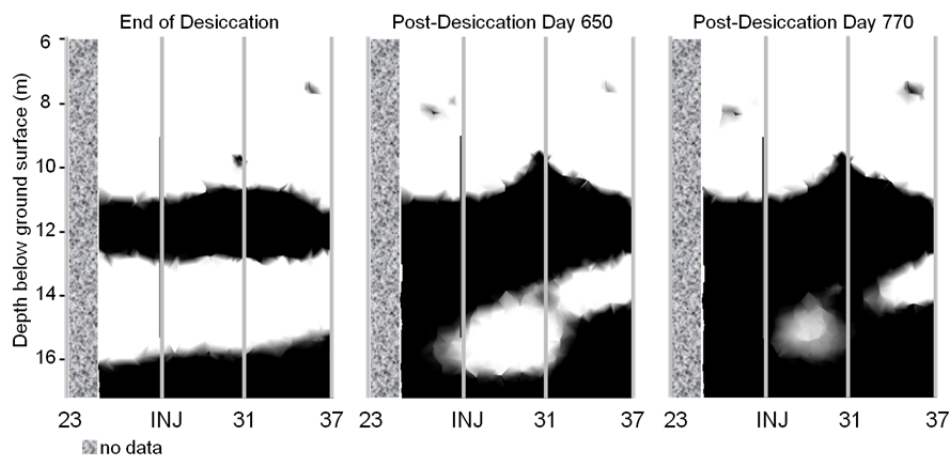 End of Desiccation
Post-Desiccation Day 650
Post-Desiccation Day 770
Depth below ground surface (m)
6
8
10
12
14
16
23 INJ 31 37
23 INJ 31 37
23 INJ 31 37
no data